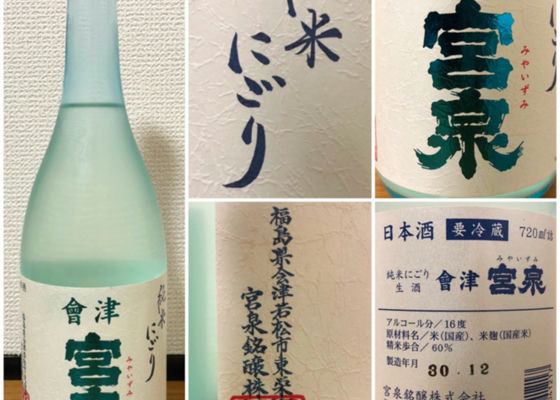 會津
宮
みやいずみ
純米
にごり
米
にごり
宮泉
みやいずみ
福島県会津若松市東栄
宮泉銘醸株
日本酒 要冷蔵 720ml詰
純米にごり
生酒
會津 宮泉
みやいずみ
アルコール分/16度
原材料名/米(国産)、米麹(国産米)
精米歩合/60%
製造年月 30.12
宮泉銘醸株式会社